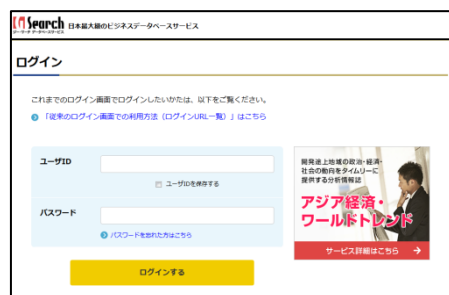 G Search 日本最大級のビジネスデータベースサービス
ジー・サーチ データベースサービス
ログイン
これまでのログイン画面でログインしたいかたは、以下をご覧ください。
「従来のログイン画面での利用方法（ログインURL一覧）」はこちら
ユーザID
ユーザIDを保存する
パスワード
パスワードを忘れた方はこちら
ログインする
開発途上地域の政治・経済・
社会の動向をタイムリーに
提供する分析情報誌
アジア経済・
ワールドトレンド
サービス詳細はこちら